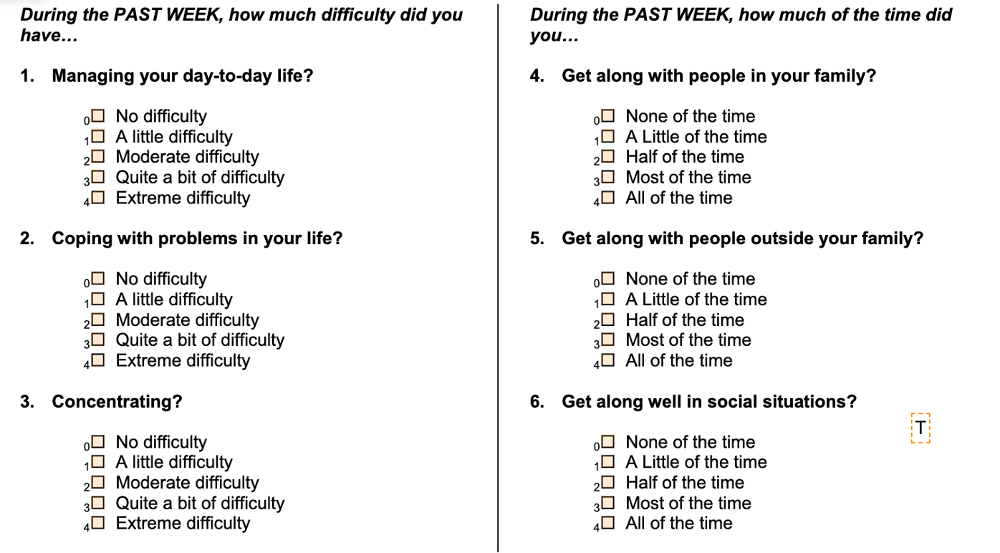 During the PAST WEEK, how much difficulty did you
have...
1. Managing your day-to-day life?
0 No difficulty
1 A little difficulty
2 Moderate difficulty
3 Quite a bit of difficulty
4 Extreme difficulty
2. Coping with problems in your life?
0 No difficulty
1 A little difficulty
2 Moderate difficulty
3 Quite a bit of difficulty
4 Extreme difficulty
3. Concentrating?
0 No difficulty
1 A little difficulty
2 Moderate difficulty
3 Quite a bit of difficulty
4 Extreme difficulty
During the PAST WEEK, how much of the time did
you...
4. Get along with people in your family?
0 None of the time
1 A Little of the time
2 Half of the time
3 Most of the time
4 All of the time
5. Get along with people outside your family?
0 None of the time
1 A Little of the time
2 Half of the time
3 Most of the time
4 All of the time
6. Get along well in social situations?
T
0 None of the time
1 A Little of the time
2 Half of the time
3 Most of the time
4 All of the time